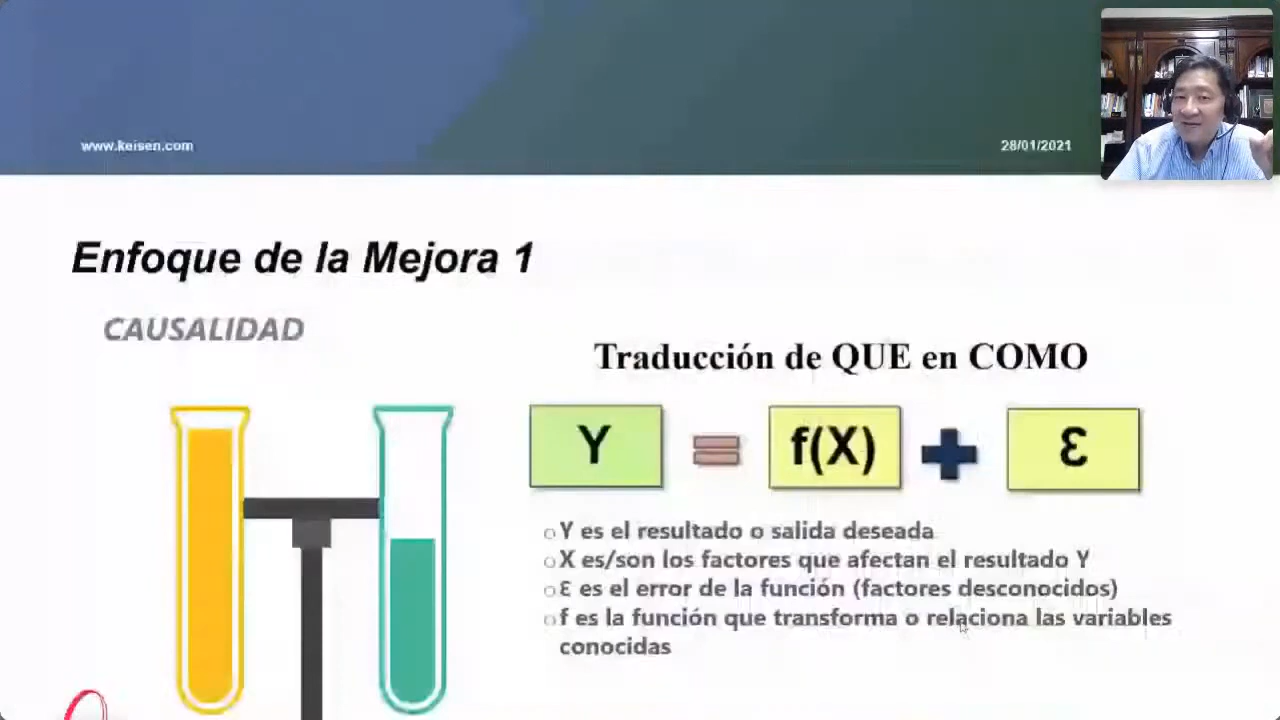 www.keisen.com
28/01/2021
Enfoque de la Mejora 1
CAUSALIDAD
Traducción de QUE en COMO
Y = f(X) + Ɛ
Y es el resultado o salida deseada
X es/son los factores que afectan el resultado Y
Ɛ es el error de la función (factores desconocidos)
f es la función que transforma o relaciona las variables
conocidas